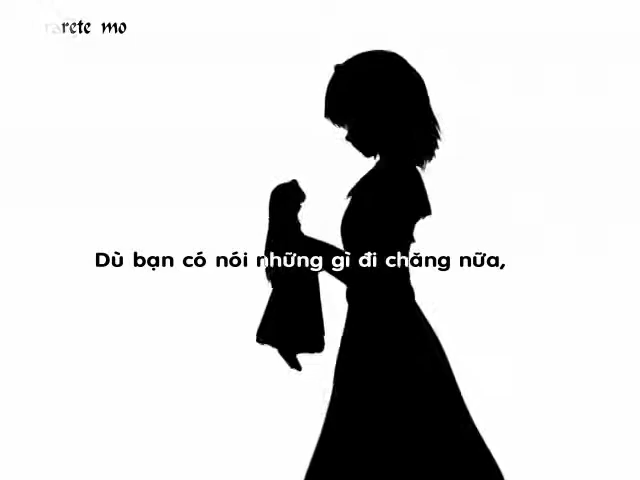 rarete mo
Dù bạn có nói những gì đi chăng nữa,